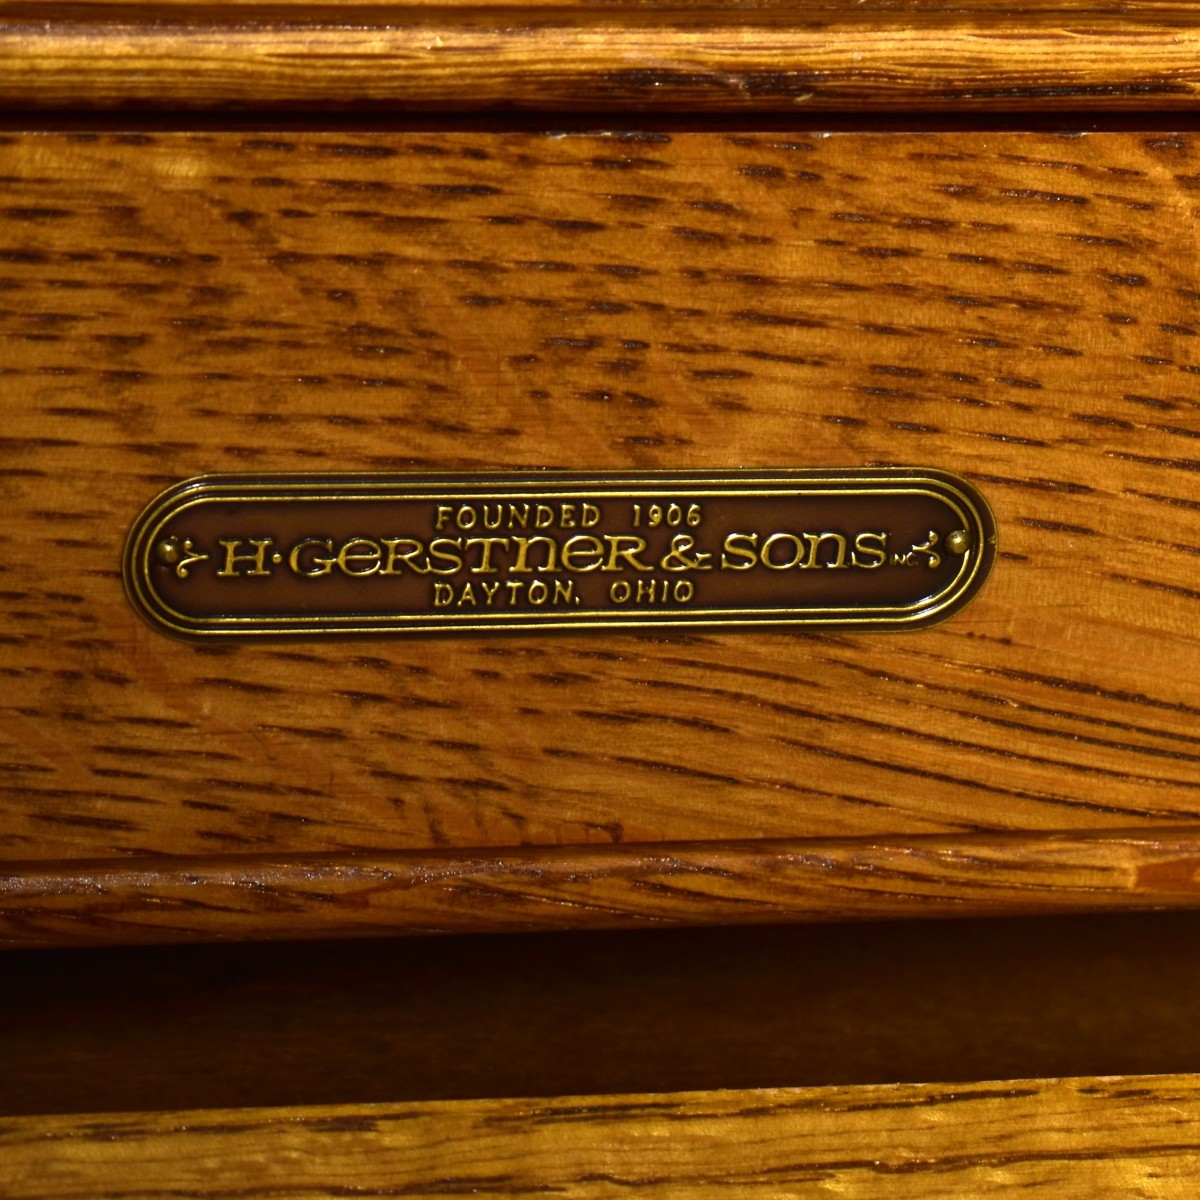 FOUNDED 1906
H·GERSTNER & SONS INC.
DAYTON, OHIO